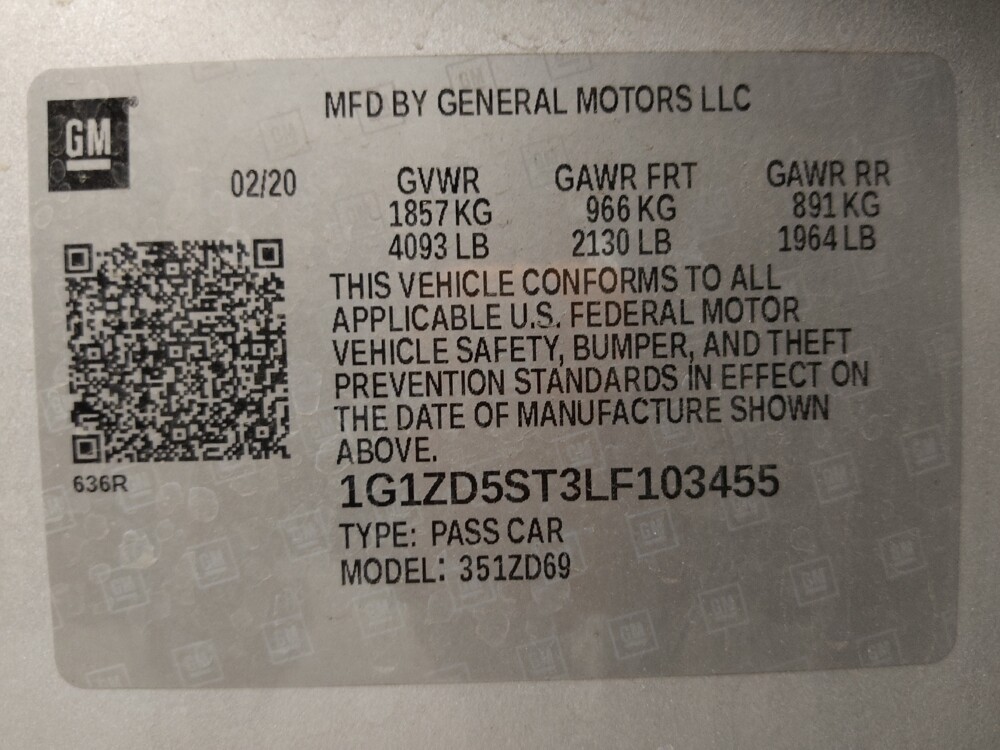 GM
MFD BY GENERAL MOTORS LLC
02/20 GVWR GAWR FRT GAWR RR
1857 KG 966 KG 891 KG
4093 LB 2130 LB 1964 LB
THIS VEHICLE CONFORMS TO ALL
APPLICABLE U.S. FEDERAL MOTOR
VEHICLE SAFETY, BUMPER, AND THEFT
PREVENTION STANDARDS IN EFFECT ON
THE DATE OF MANUFACTURE SHOWN
ABOVE.
636R
1G1ZD5ST3LF103455
TYPE: PASS CAR
MODEL: 351ZD69